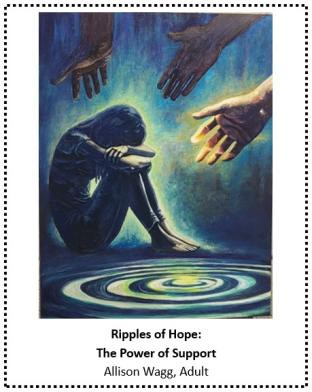 Ripples of Hope:
The Power of Support
Allison Wagg, Adult